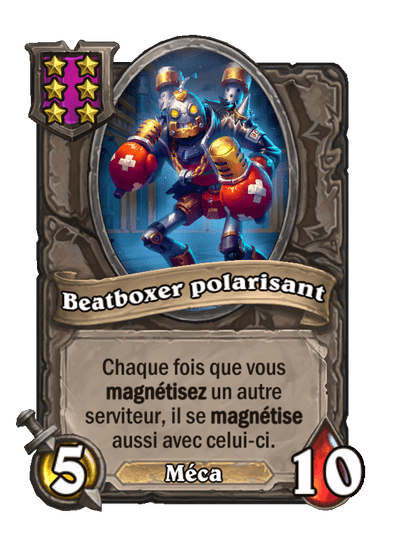 Beatboxer polarisant
Chaque fois que vous
magnétisez un autre
serviteur, il se magnétise
aussi avec celui-ci.
5
Méca
10